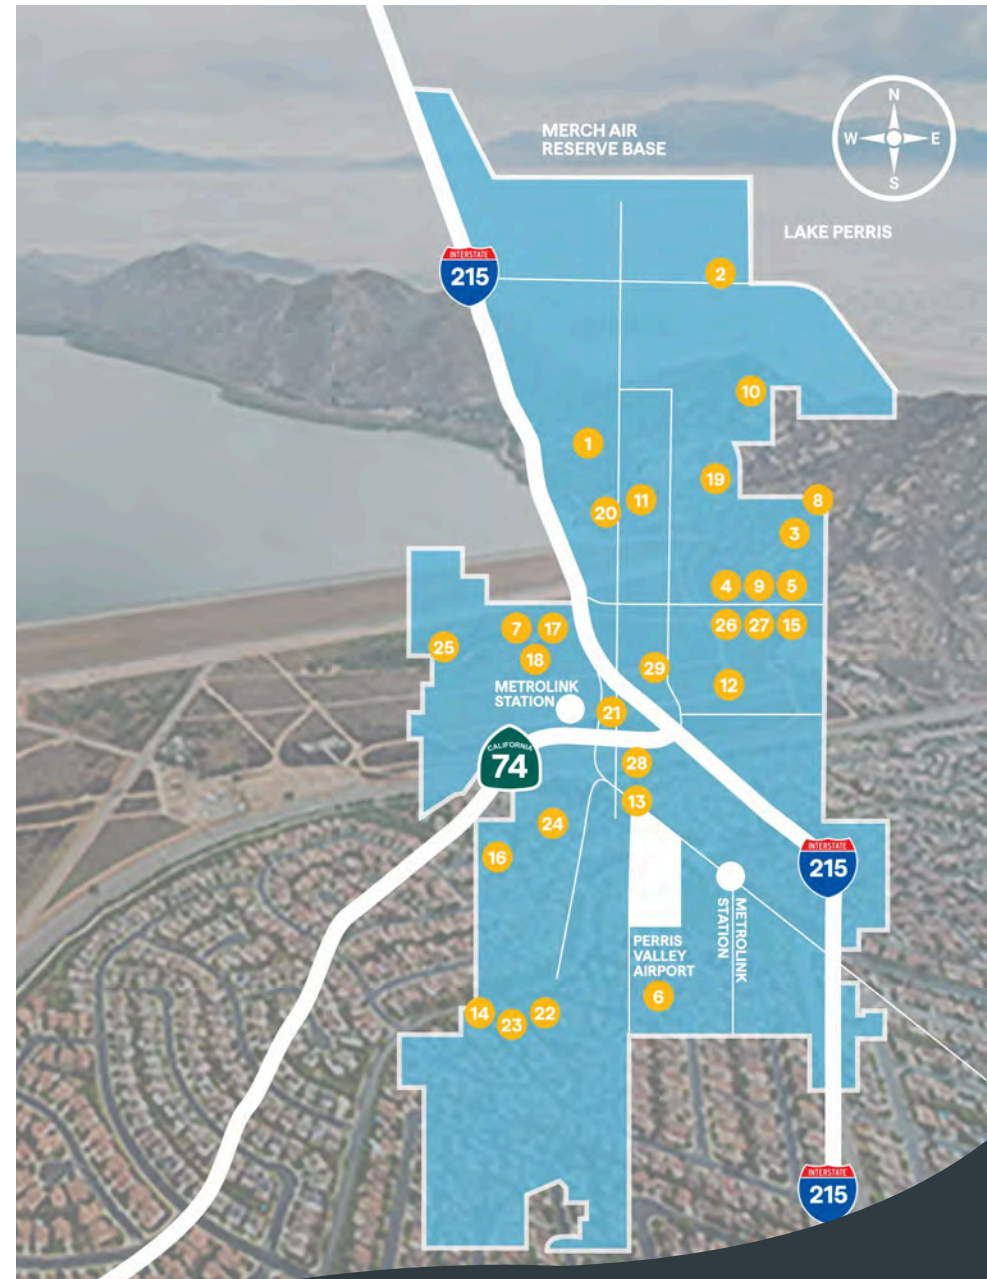 MERCH AIR
RESERVE BASE
N
W
E
S
LAKE PERRIS
INTERSTATE
215
2
10
1
19
8
11
20
3
4
9
5
26
27
15
7
17
25
18
29
12
METROLINK
STATION
21
CALIFORNIA
74
28
13
24
16
INTERSTATE
215
METROLINK
STATION
PERRIS
VALLEY
AIRPORT
6
14
23
22
INTERSTATE
215